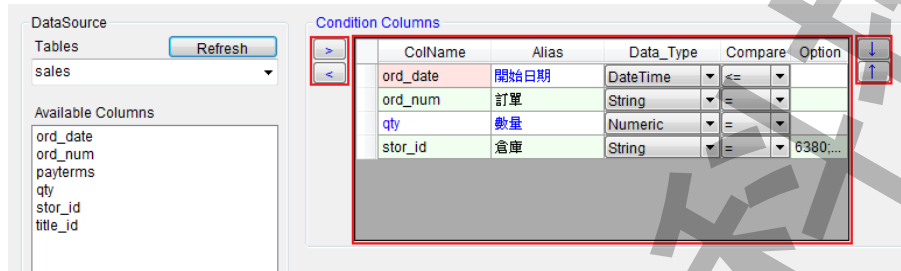 DataSource
Tables
Refresh
sales
Available Columns
ord_date
ord_num
payterms
qty
stor_id
title_id
Condition Columns
>
<
ColName Alias Data_Type Compare Option
ord_date 開始日期 DateTime <=
ord_num 訂單 String =
qty 數量 Numeric =
stor_id 倉庫 String = 6380;...
↓
↑